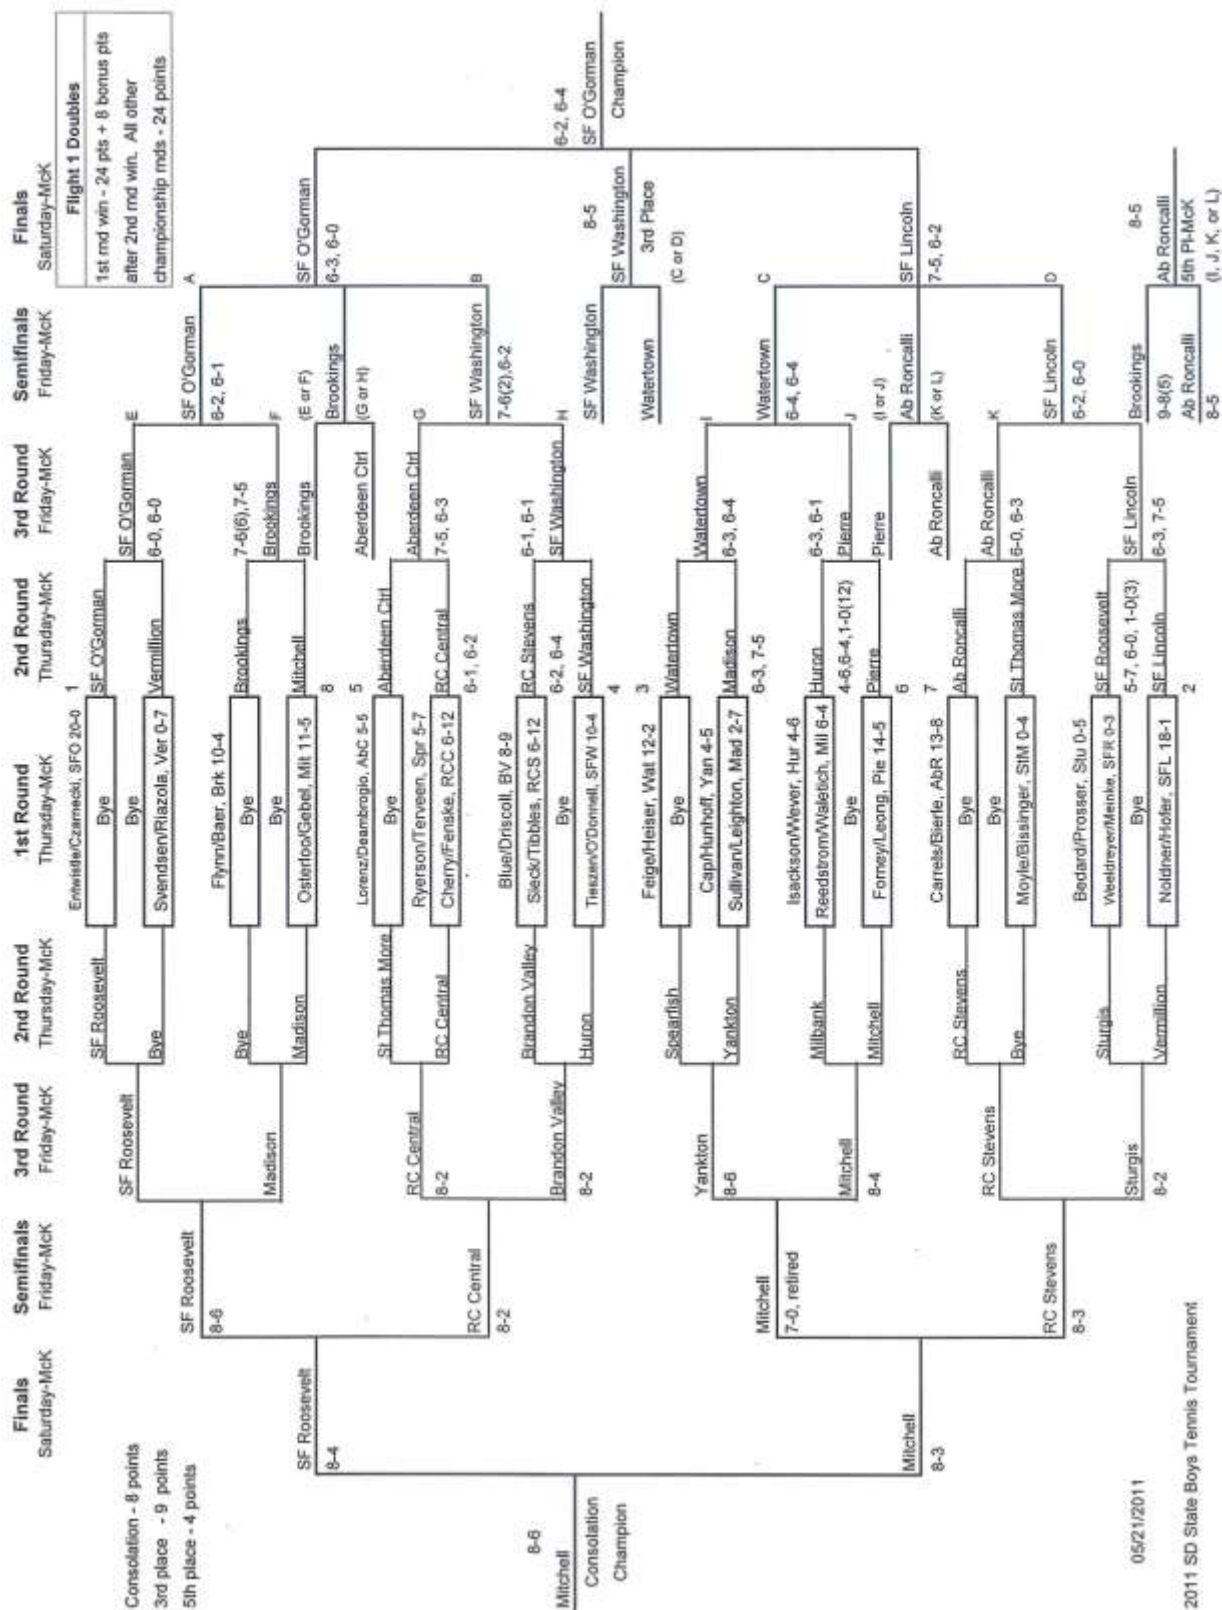 Finals
Saturday-McK
Semifinals
Friday-McK
3rd Round
Friday-McK
2nd Round
Thursday-McK
1st Round
Thursday-McK
2nd Round
Thursday-McK
3rd Round
Friday-McK
Semifinals
Friday-McK
Finals
Saturday-McK
Flight 1 Doubles
1st rnd win - 24 pts + 8 bonus pts
after 2nd rnd win. All other
championship rnds - 24 points
Consolation - 8 points
3rd place - 9 points
5th place - 4 points
8-6
Mitchell
Consolation
Champion
SF Roosevelt
8-4
Mitchell
8-3
SF Roosevelt
8-6
RC Central
8-2
Mitchell
7-0, retired
RC Stevens
8-3
SF Roosevelt
Madison
RC Central
8-2
Brandon Valley
8-2
Yankton
8-6
Mitchell
8-4
RC Stevens
Sturgis
8-2
SF Roosevelt
Bye
Bye
Madison
St Thomas More
RC Central
Brandon Valley
Huron
Spearfish
Yankton
Milbank
Mitchell
RC Stevens
Bye
Sturgis
Vermillion
Entwistle/Czarnecki, SFO 20-0
Bye
Bye
Svendsen/Riazola, Ver 0-7
Flynn/Baer, Brk 10-4
Bye
Bye
Osterloo/Gebel, Mit 11-5
Lorenz/Deambrogio, AbC 5-5
Bye
Ryerson/Terveen, Spr 5-7
Cherry/Fenske, RCC 6-12
Blue/Driscoll, BV 8-9
Sieck/Tibbles, RCS 6-12
Bye
Tieszen/O'Donnell, SFW 10-4
Feige/Heiser, Wat 12-2
Bye
Cap/Hunhoff, Yan 4-5
Sullivan/Leighton, Mad 2-7
Isackson/Wever, Hur 4-6
Reedstrom/Waletich, Mil 6-4
Bye
Forney/Leong, Pie 14-5
Carrels/Bierle, AbR 13-8
Bye
Bye
Moyle/Bissinger, StM 0-4
Bedard/Prosser, Stu 0-5
Weeldreyer/Meinke, SFR 0-3
Bye
Noldner/Hofer, SFL 18-1
1
SF O'Gorman
Vermillion
Brookings
Mitchell
8
5
Aberdeen Ctrl
RC Central
6-1, 6-2
RC Stevens
6-2, 6-4
SF Washington
4
3
Watertown
Madison
6-3, 7-5
Huron
4-6,6-4,1-0(12)
Pierre
6
7
Ab Roncalli
St Thomas More
SF Roosevelt
5-7, 6-0, 1-0(3)
SF Lincoln
2
SF O'Gorman
6-0, 6-0
7-6(6),7-5
Brookings
Brookings
Aberdeen Ctrl
Aberdeen Ctrl
7-5, 6-3
6-1, 6-1
SF Washington
Watertown
6-3, 6-4
6-3, 6-1
Pierre
Pierre
Ab Roncalli
Ab Roncalli
6-0, 6-3
SF Lincoln
6-3, 7-5
E
SF O'Gorman
6-2, 6-1
F
(E or F)
Brookings
(G or H)
G
SF Washington
7-6(2),6-2
H
SF Washington
Watertown
I
Watertown
6-4, 6-4
J
(I or J)
Ab Roncalli
(K or L)
K
SF Lincoln
6-2, 6-0
Brookings
9-8(5)
Ab Roncalli
8-5
A
SF O'Gorman
6-3, 6-0
B
8-5
SF Washington
3rd Place
(C or D)
C
SF Lincoln
7-5, 6-2
D
8-5
Ab Roncalli
5th Pl-McK
(I, J, K, or L)
6-2, 6-4
SF O'Gorman
Champion
05/21/2011
2011 SD State Boys Tennis Tournament